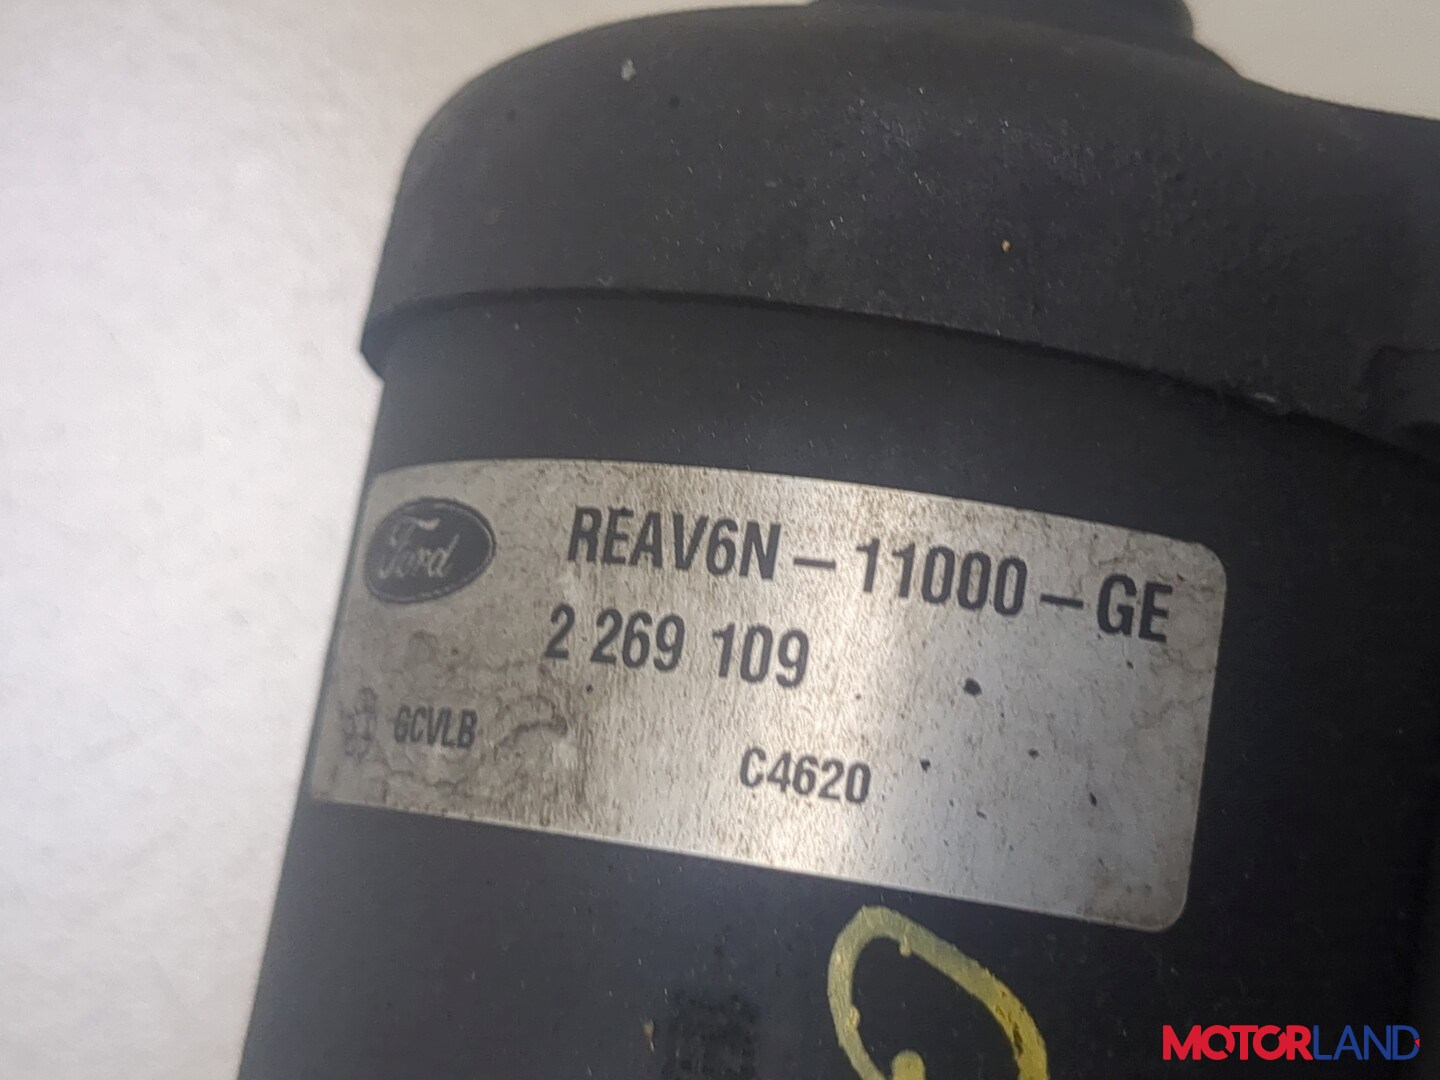 Ford
REAV6N-11000-GE
2 269 109
GCVLB
C4620
MOTORLAND